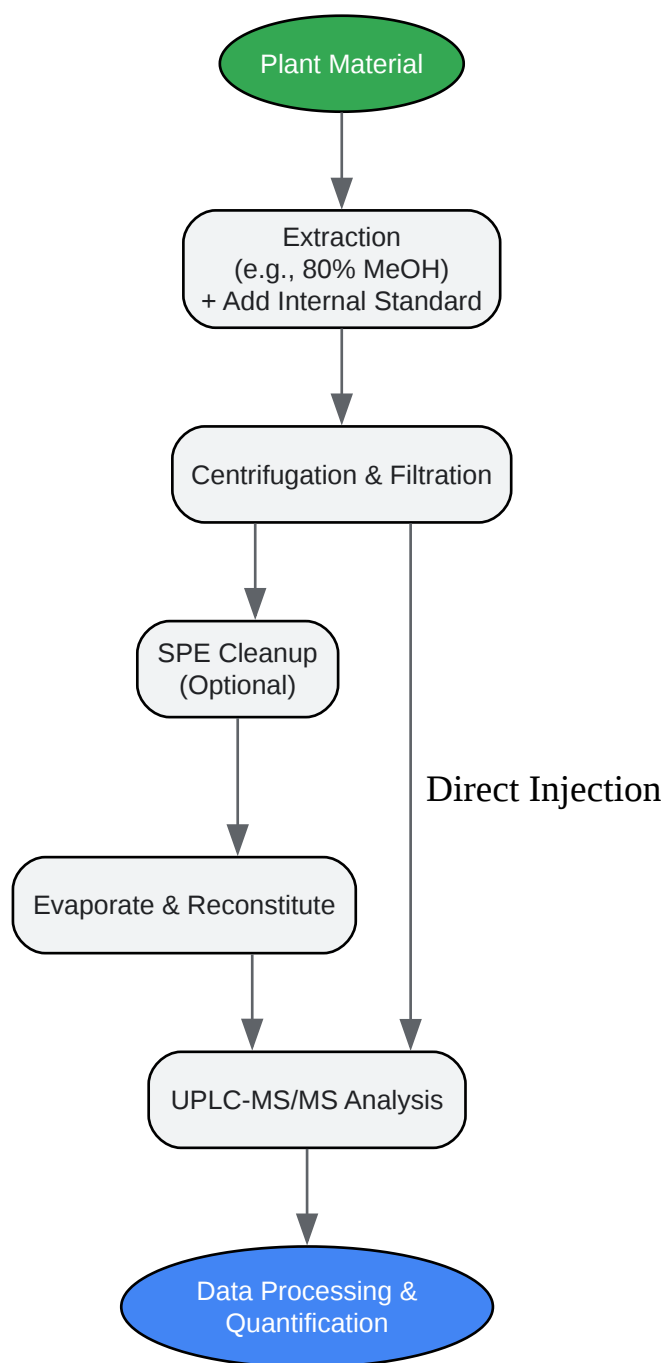 Plant Material
Extraction
(e.g., 80% MeOH)
+ Add Internal Standard
Centrifugation & Filtration
SPE Cleanup
(Optional)
Direct Injection
Evaporate & Reconstitute
UPLC-MS/MS Analysis
Data Processing &
Quantification